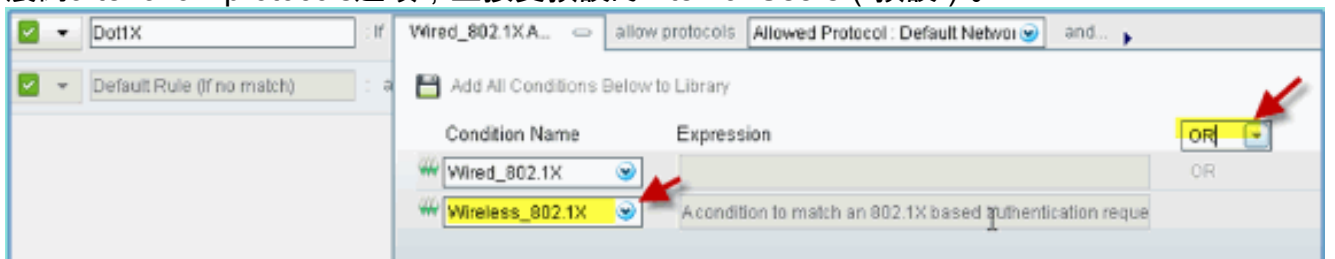 Dot1X : If Wired_802.1XA... allow protocols Allowed Protocol : Default Networ and...
Default Rule (If no match) : a Add All Conditions Below to Library
Condition Name Expression OR
Wired_802.1X OR
Wireless_802.1X A condition to match an 802.1X based authentication reque